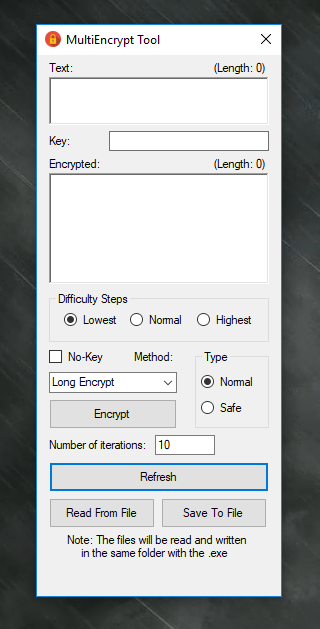 MultiEncrypt Tool
Text: (Length: 0)
Key:
Encrypted: (Length: 0)
Difficulty Steps
Lowest Normal Highest
No-Key Method: Type
Long Encrypt Normal
Encrypt Safe
Number of iterations: 10
Refresh
Read From File Save To File
Note: The files will be read and written
in the same folder with the .exe